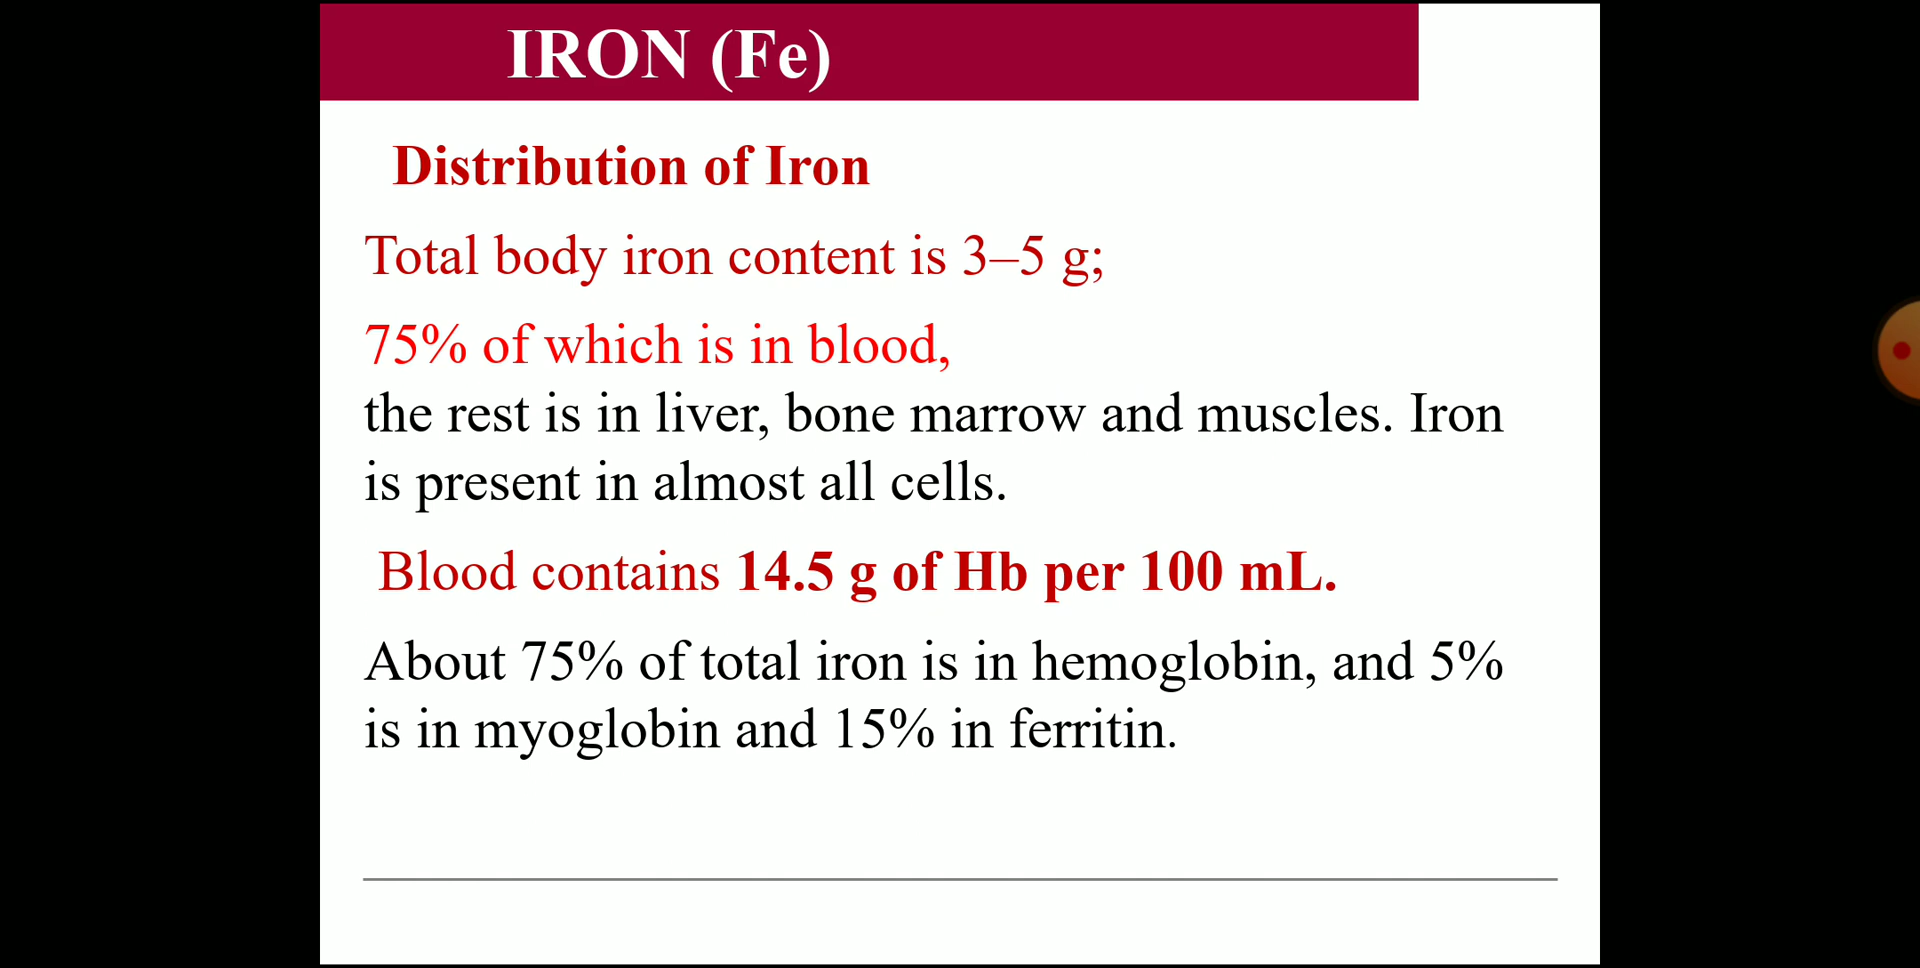 IRON (Fe)
Distribution of Iron
Total body iron content is 3–5 g;
75% of which is in blood,
the rest is in liver, bone marrow and muscles. Iron
is present in almost all cells.
Blood contains 14.5 g of Hb per 100 mL.
About 75% of total iron is in hemoglobin, and 5%
is in myoglobin and 15% in ferritin.